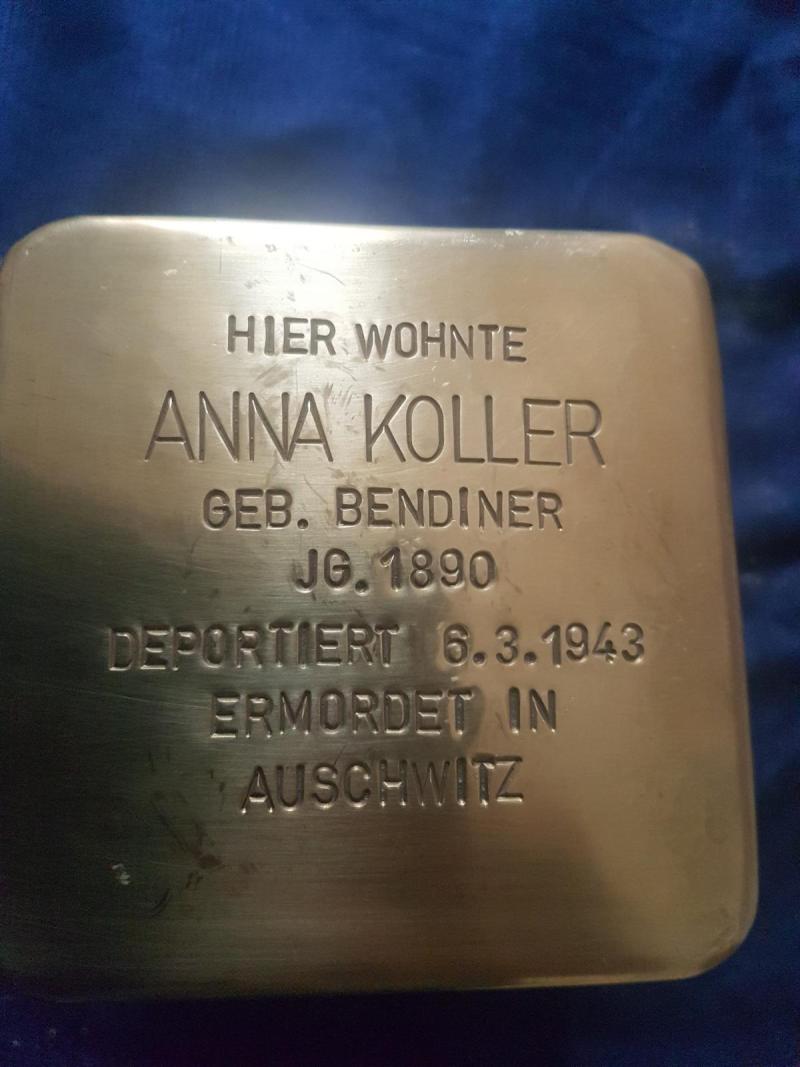 HIER WOHNTE
ANNA KOLLER
GEB. BENDINER
JG. 1890
DEPORTIERT 6.3.1943
ERMORDET IN
AUSCHWITZ